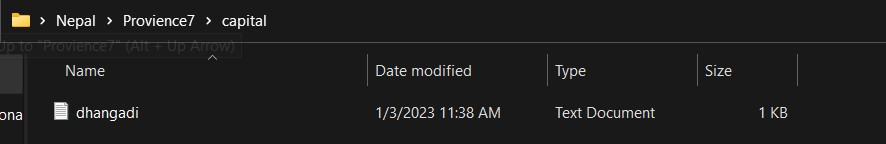 Nepal > Provience7 > capital
Up to "Provience7" (Alt + Up Arrow)
Name Date modified Type Size
ona dhangadi 1/3/2023 11:38 AM Text Document 1 KB